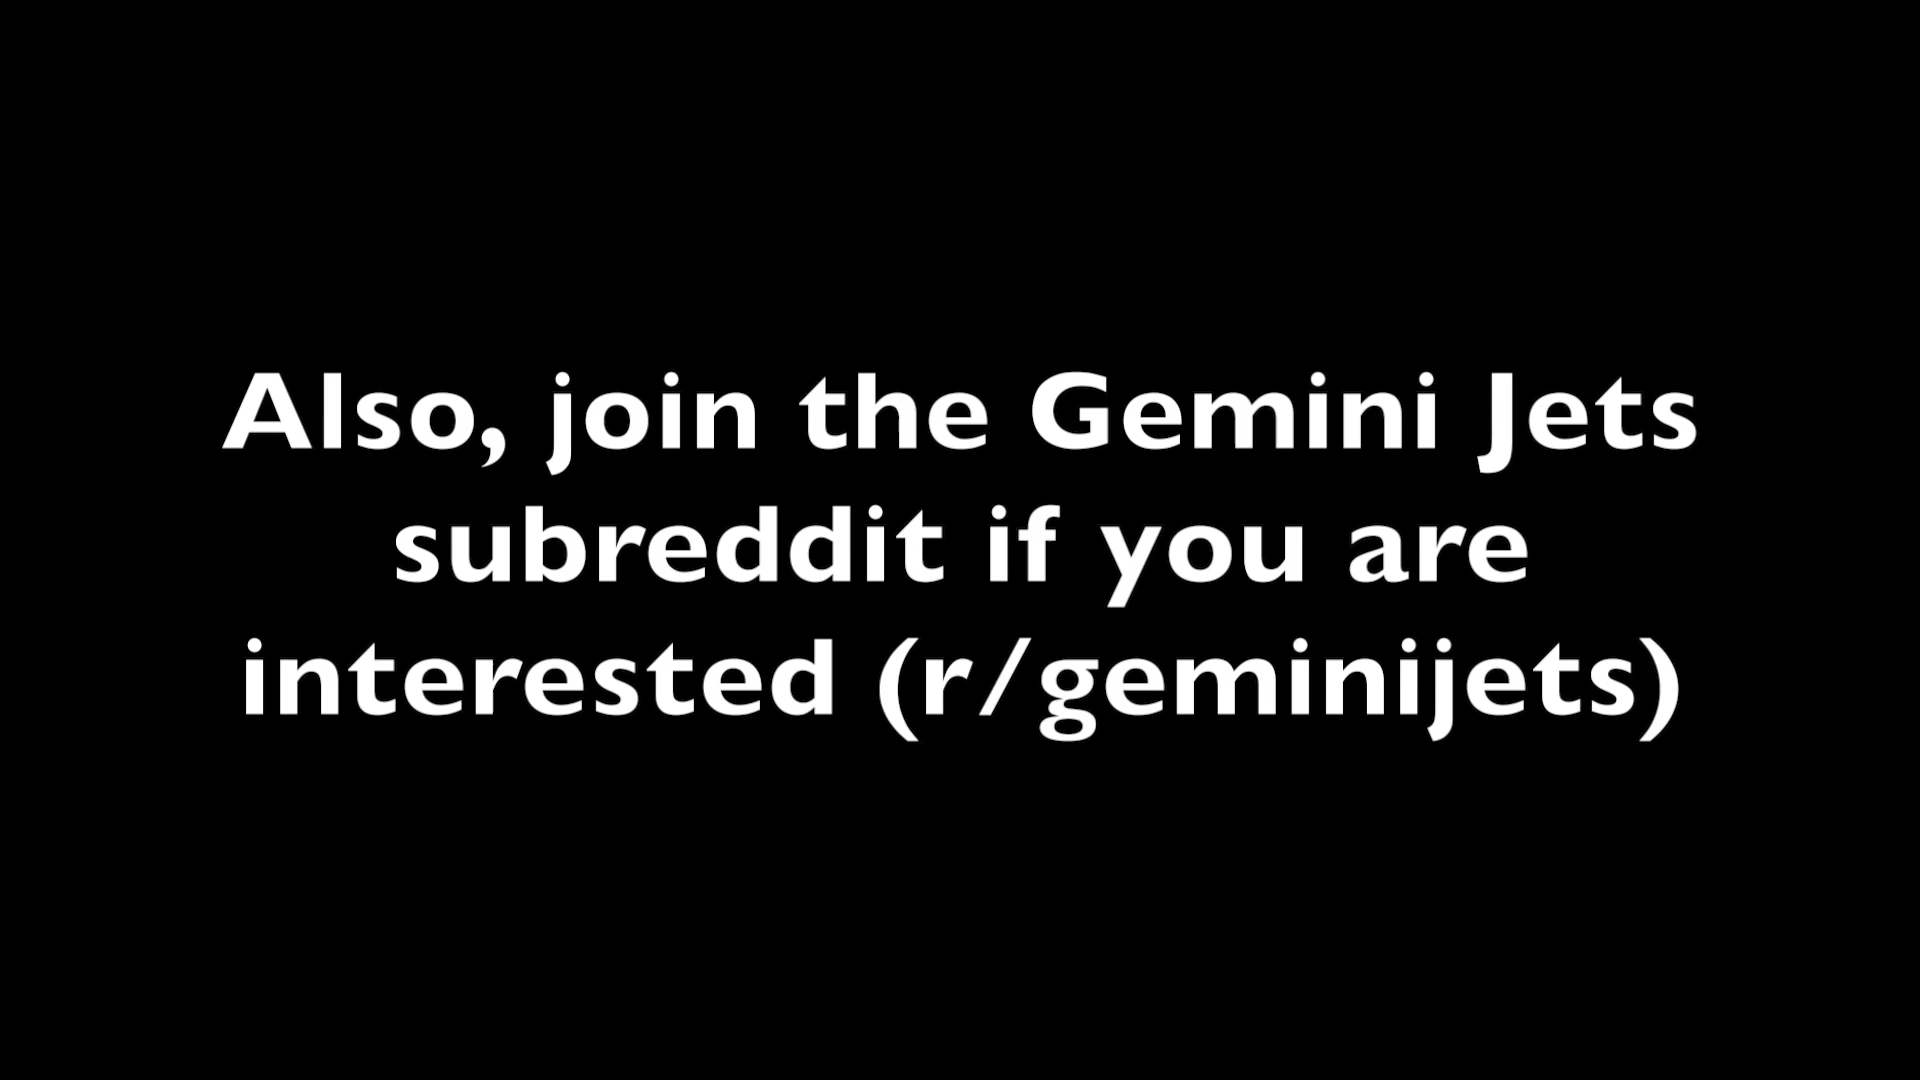 Also, join the Gemini Jets
subreddit if you are
interested (r/geminijets)